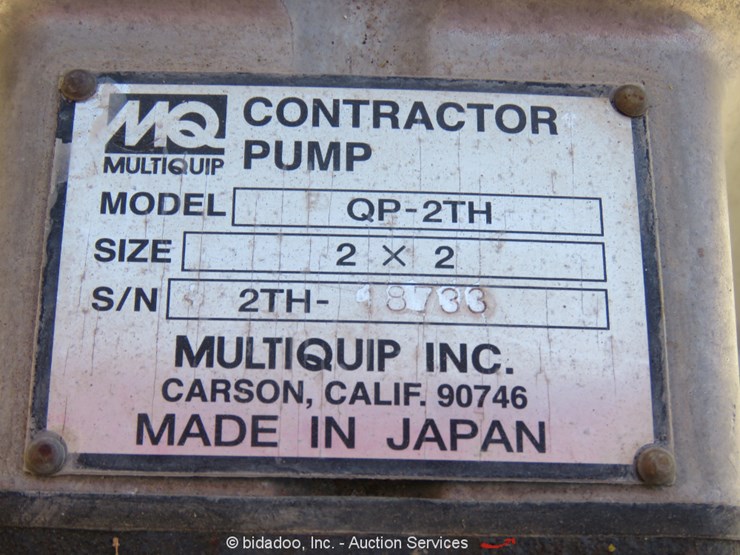 MQ CONTRACTOR
MULTIQUIP PUMP
MODEL QP-2TH
SIZE 2 × 2
S/N 2TH- 18733
MULTIQUIP INC.
CARSON, CALIF. 90746
MADE IN JAPAN
© bidadoo, Inc. - Auction Services